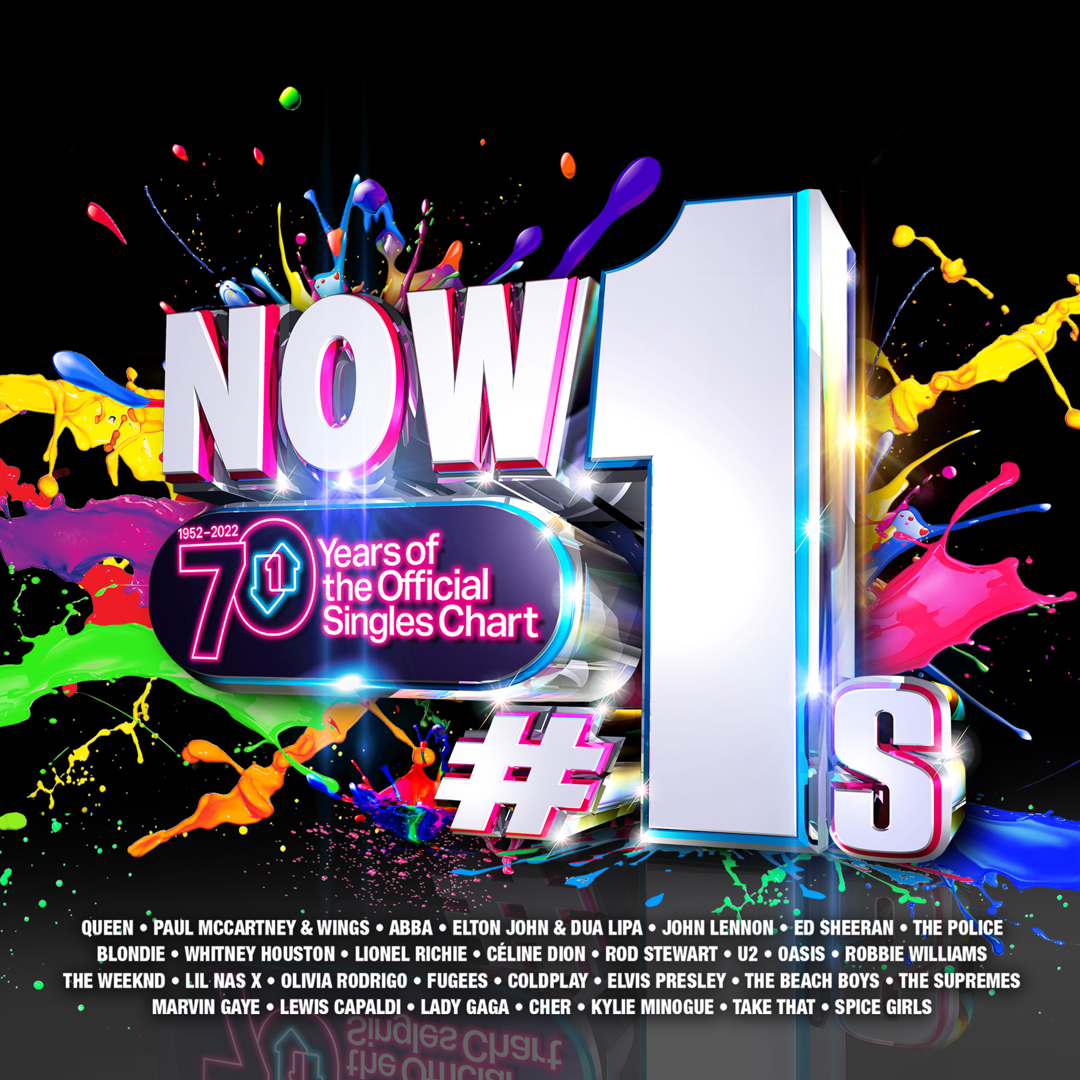 NOW
1
1952–2022
70
1
Years of
the Official
Singles Chart
#
S
QUEEN • PAUL MCCARTNEY & WINGS • ABBA • ELTON JOHN & DUA LIPA • JOHN LENNON • ED SHEERAN • THE POLICE
BLONDIE • WHITNEY HOUSTON • LIONEL RICHIE • CÉLINE DION • ROD STEWART • U2 • OASIS • ROBBIE WILLIAMS
THE WEEKND • LIL NAS X • OLIVIA RODRIGO • FUGEES • COLDPLAY • ELVIS PRESLEY • THE BEACH BOYS • THE SUPREMES
MARVIN GAYE • LEWIS CAPALDI • LADY GAGA • CHER • KYLIE MINOGUE • TAKE THAT • SPICE GIRLS